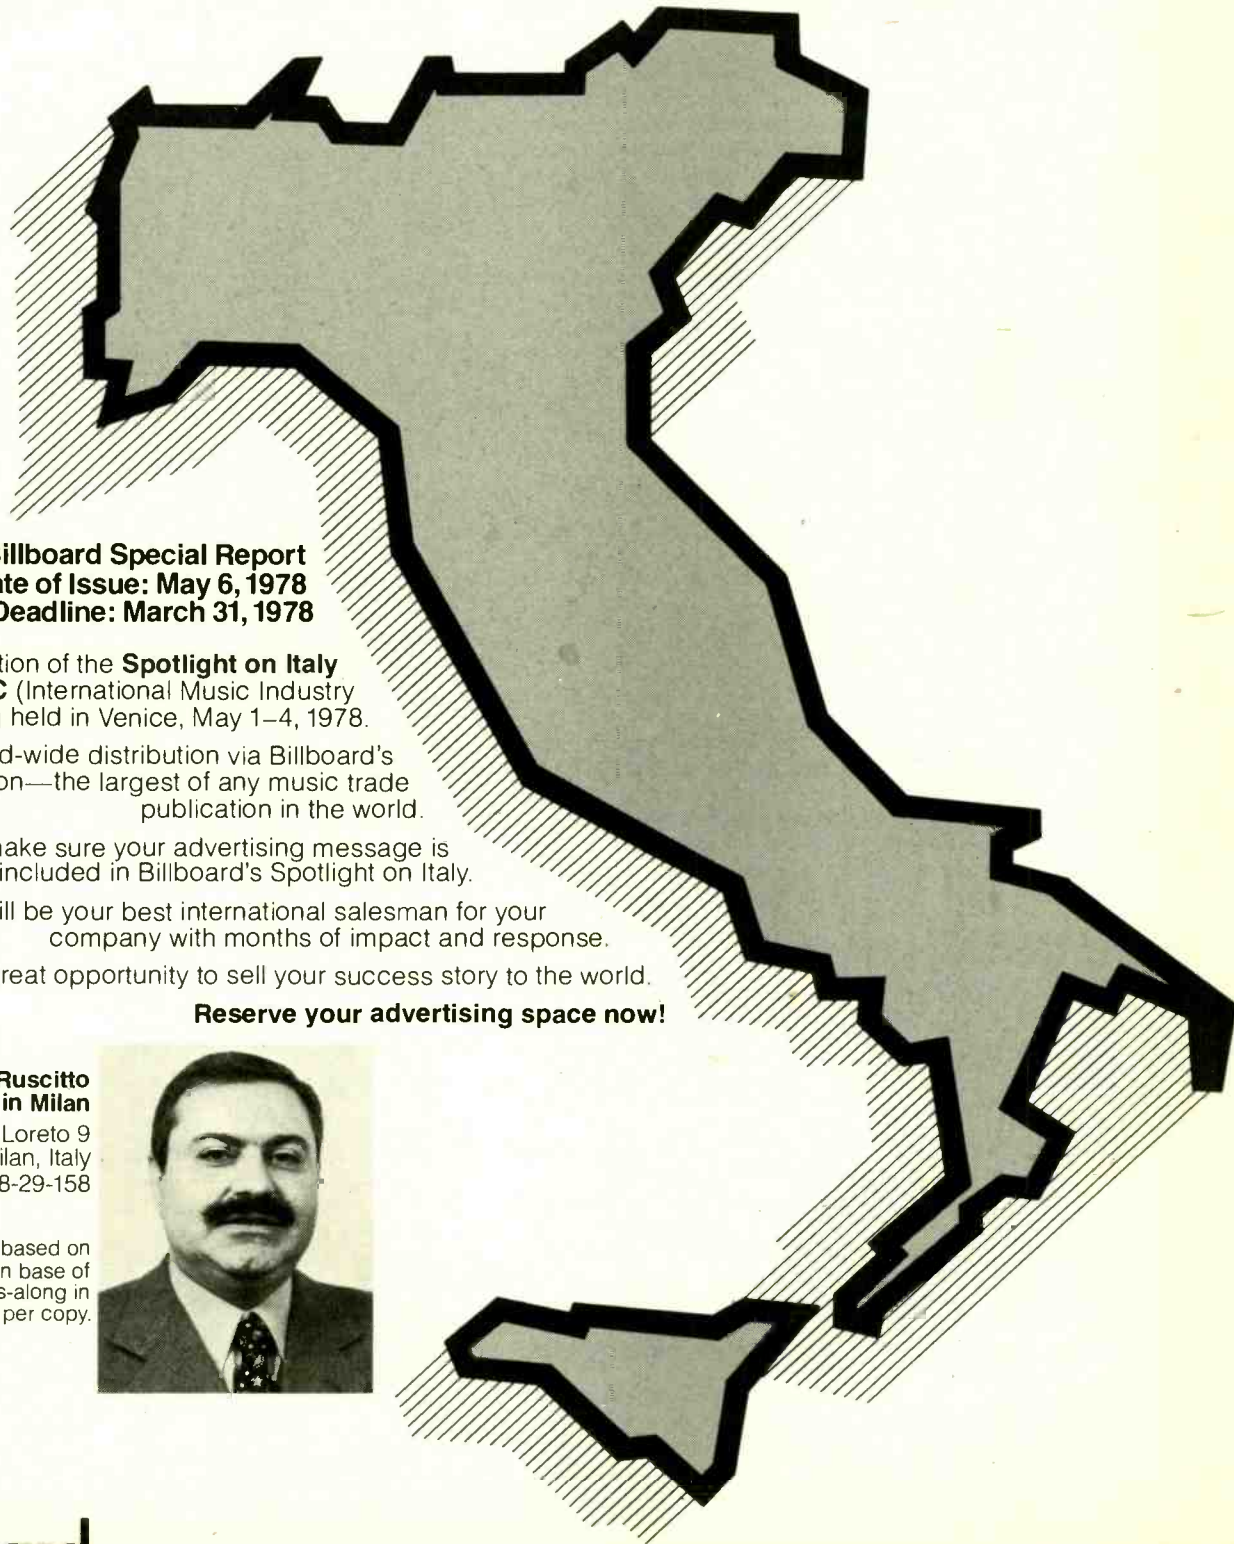 illboard Special Report
te of Issue: May 6, 1978
Deadline: March 31, 1978
tion of the Spotlight on Italy
C (International Music Industry
held in Venice, May 1–4, 1978.
d-wide distribution via Billboard's
on—the largest of any music trade
publication in the world.
ake sure your advertising message is
included in Billboard's Spotlight on Italy.
ill be your best international salesman for your
company with months of impact and response.
reat opportunity to sell your success story to the world.
Reserve your advertising space now!
Ruscitto
in Milan
Loreto 9
ilan, Italy
8-29-158
based on
n base of
s-along in
per copy.